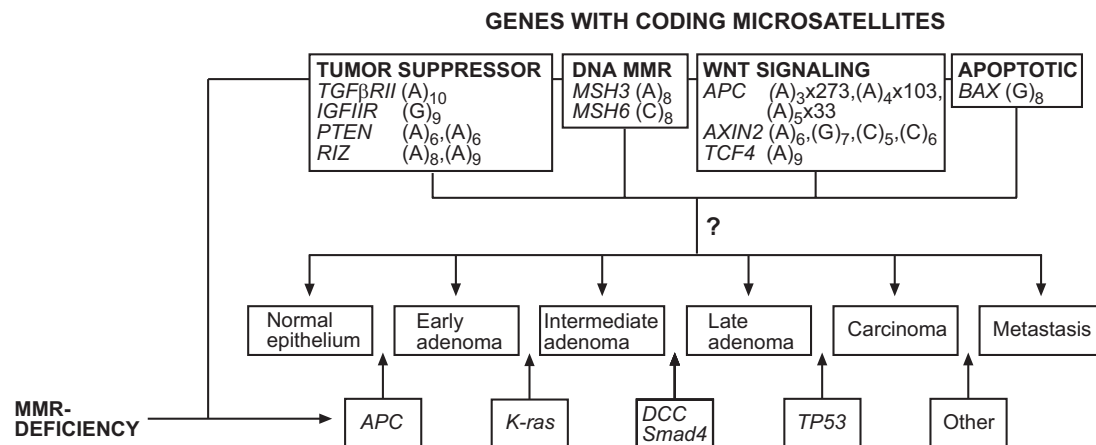 GENES WITH CODING MICROSATELLITES
TUMOR SUPPRESSOR
TGFβRII (A)10
IGFIIR (G)9
PTEN (A)6,(A)6
RIZ (A)8,(A)9
DNA MMR
MSH3 (A)8
MSH6 (C)8
WNT SIGNALING
APC (A)3x273,(A)4x103,
(A)5x33
AXIN2 (A)6,(G)7,(C)5,(C)6
TCF4 (A)9
APOPTOTIC
BAX (G)8
?
Normal
epithelium
Early
adenoma
Intermediate
adenoma
Late
adenoma
Carcinoma
Metastasis
MMR-
DEFICIENCY
APC
K-ras
DCC
Smad4
TP53
Other